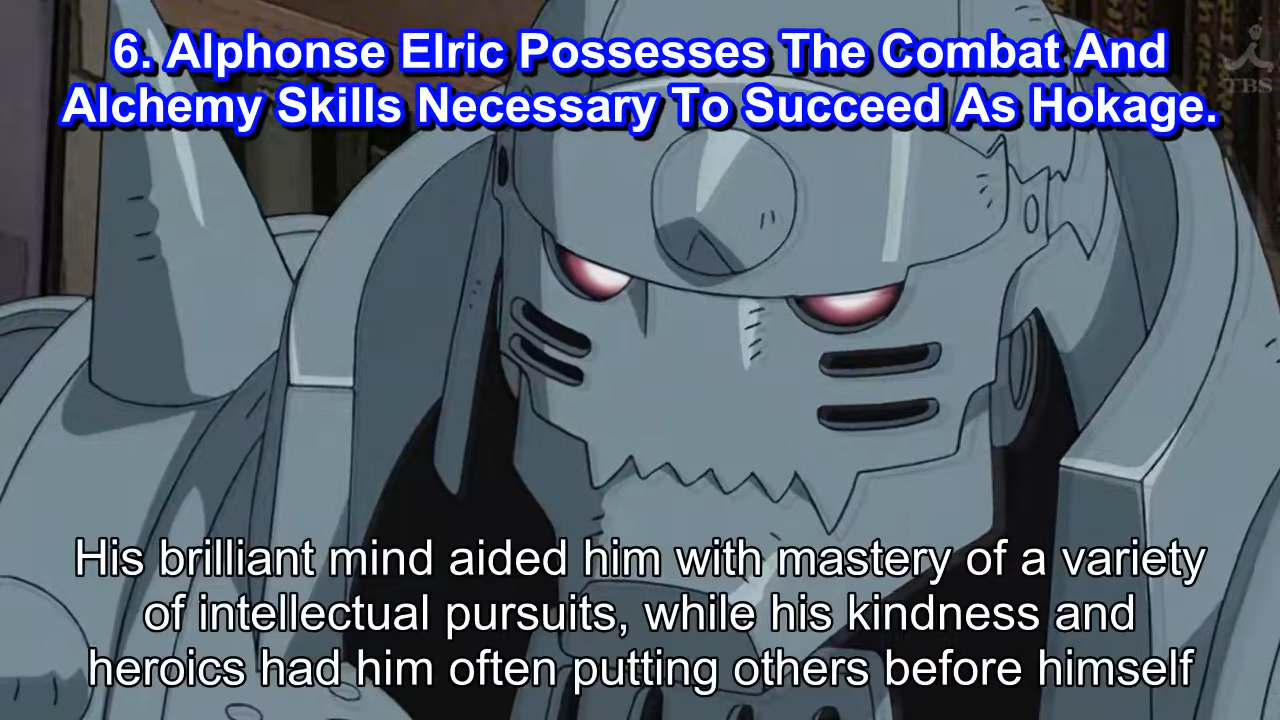 6. Alphonse Elric Possesses The Combat And
Alchemy Skills Necessary To Succeed As Hokage.
TBS
His brilliant mind aided him with mastery of a variety
of intellectual pursuits, while his kindness and
heroics had him often putting others before himself